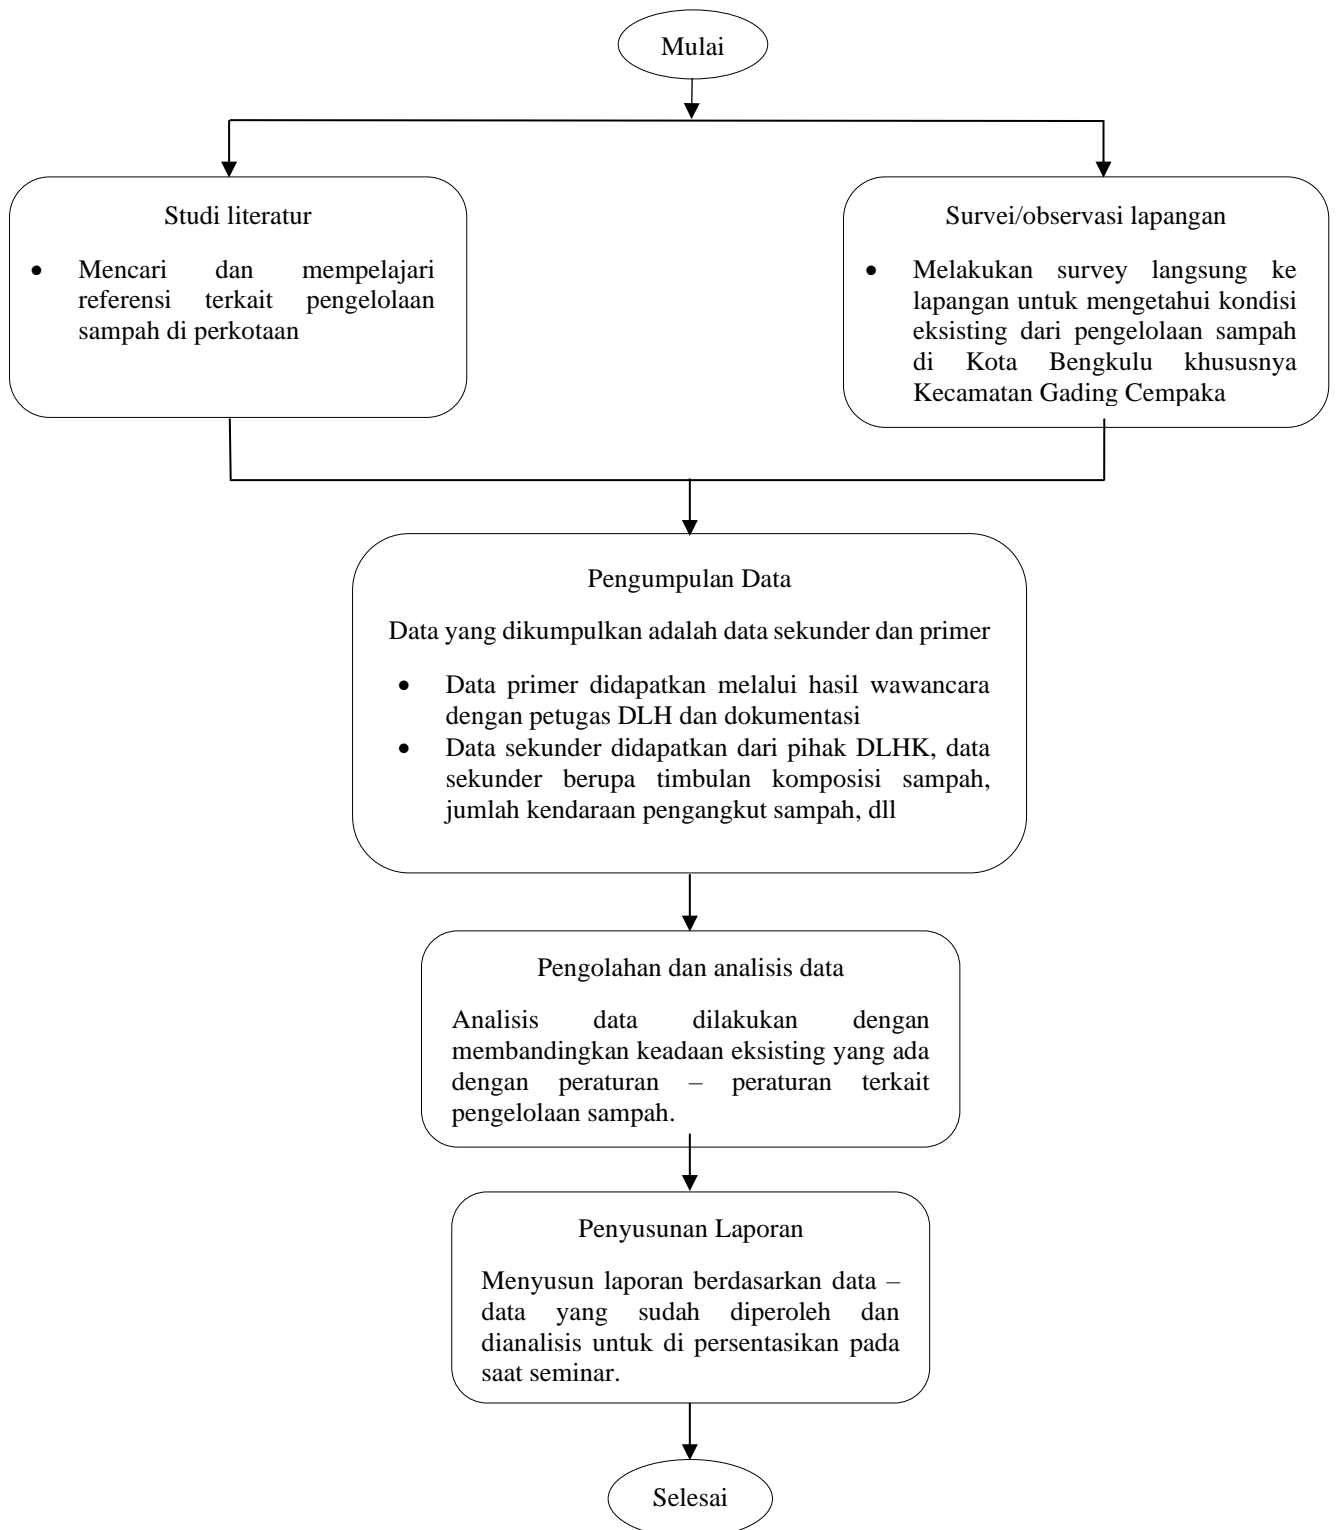 Mulai
Studi literatur
• Mencari dan mempelajari
referensi terkait pengelolaan
sampah di perkotaan
Survei/observasi lapangan
• Melakukan survey langsung ke
lapangan untuk mengetahui kondisi
eksisting dari pengelolaan sampah
di Kota Bengkulu khususnya
Kecamatan Gading Cempaka
Pengumpulan Data
Data yang dikumpulkan adalah data sekunder dan primer
• Data primer didapatkan melalui hasil wawancara
dengan petugas DLH dan dokumentasi
• Data sekunder didapatkan dari pihak DLHK, data
sekunder berupa timbulan komposisi sampah,
jumlah kendaraan pengangkut sampah, dll
Pengolahan dan analisis data
Analisis data dilakukan dengan
membandingkan keadaan eksisting yang ada
dengan peraturan – peraturan terkait
pengelolaan sampah.
Penyusunan Laporan
Menyusun laporan berdasarkan data –
data yang sudah diperoleh dan
dianalisis untuk di persentasikan pada
saat seminar.
Selesai